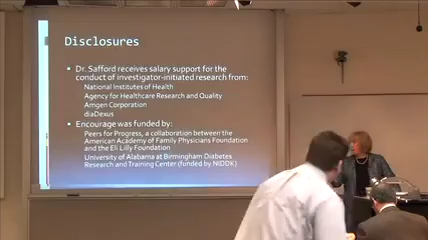 Disclosures
Dr. Safford receives salary support for the
conduct of investigator-initiated research from:
National Institutes of Health
Agency for Healthcare Research and Quality
Amgen Corporation
diaDexus
Encourage was funded by:
Peers for Progress, a collaboration between the
American Academy of Family Physicians Foundation
and the Eli Lilly Foundation
University of Alabama at Birmingham Diabetes
Research and Training Center (funded by NIDDK)